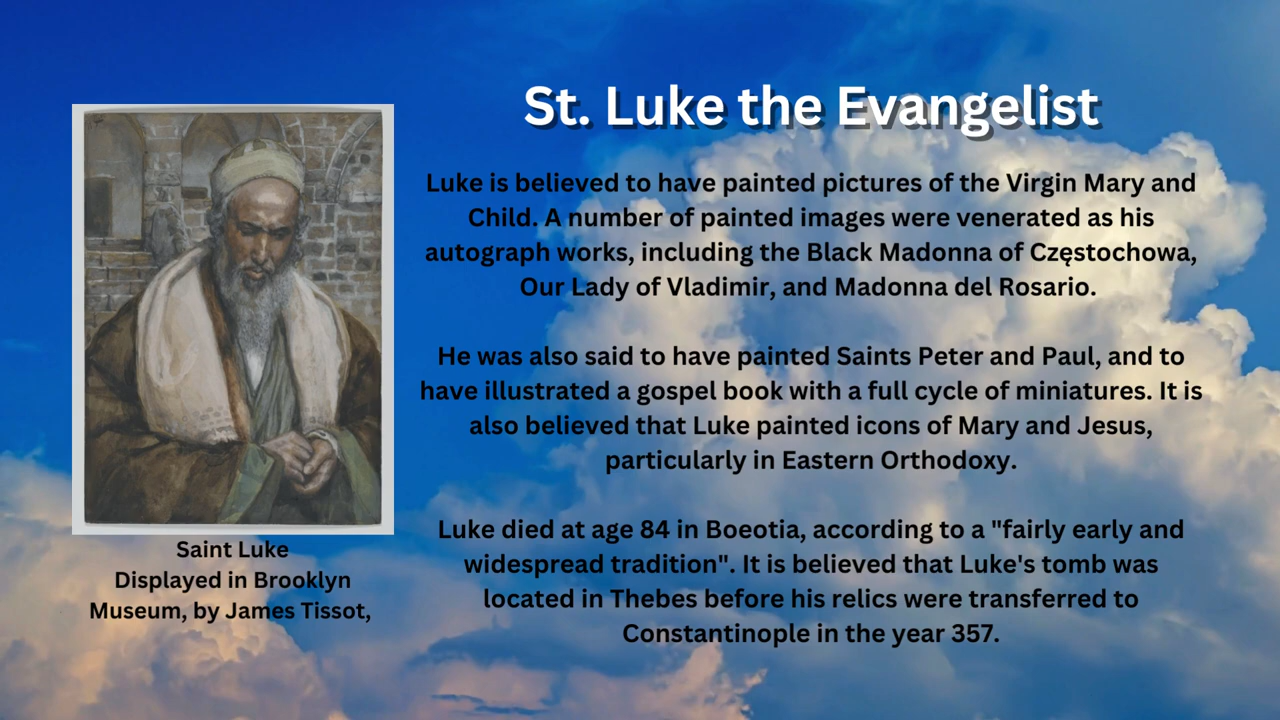 St. Luke the Evangelist
Luke is believed to have painted pictures of the Virgin Mary and
Child. A number of painted images were venerated as his
autograph works, including the Black Madonna of Częstochowa,
Our Lady of Vladimir, and Madonna del Rosario.
He was also said to have painted Saints Peter and Paul, and to
have illustrated a gospel book with a full cycle of miniatures. It is
also believed that Luke painted icons of Mary and Jesus,
particularly in Eastern Orthodoxy.
Luke died at age 84 in Boeotia, according to a "fairly early and
widespread tradition". It is believed that Luke's tomb was
located in Thebes before his relics were transferred to
Constantinople in the year 357.
Saint Luke
Displayed in Brooklyn
Museum, by James Tissot,